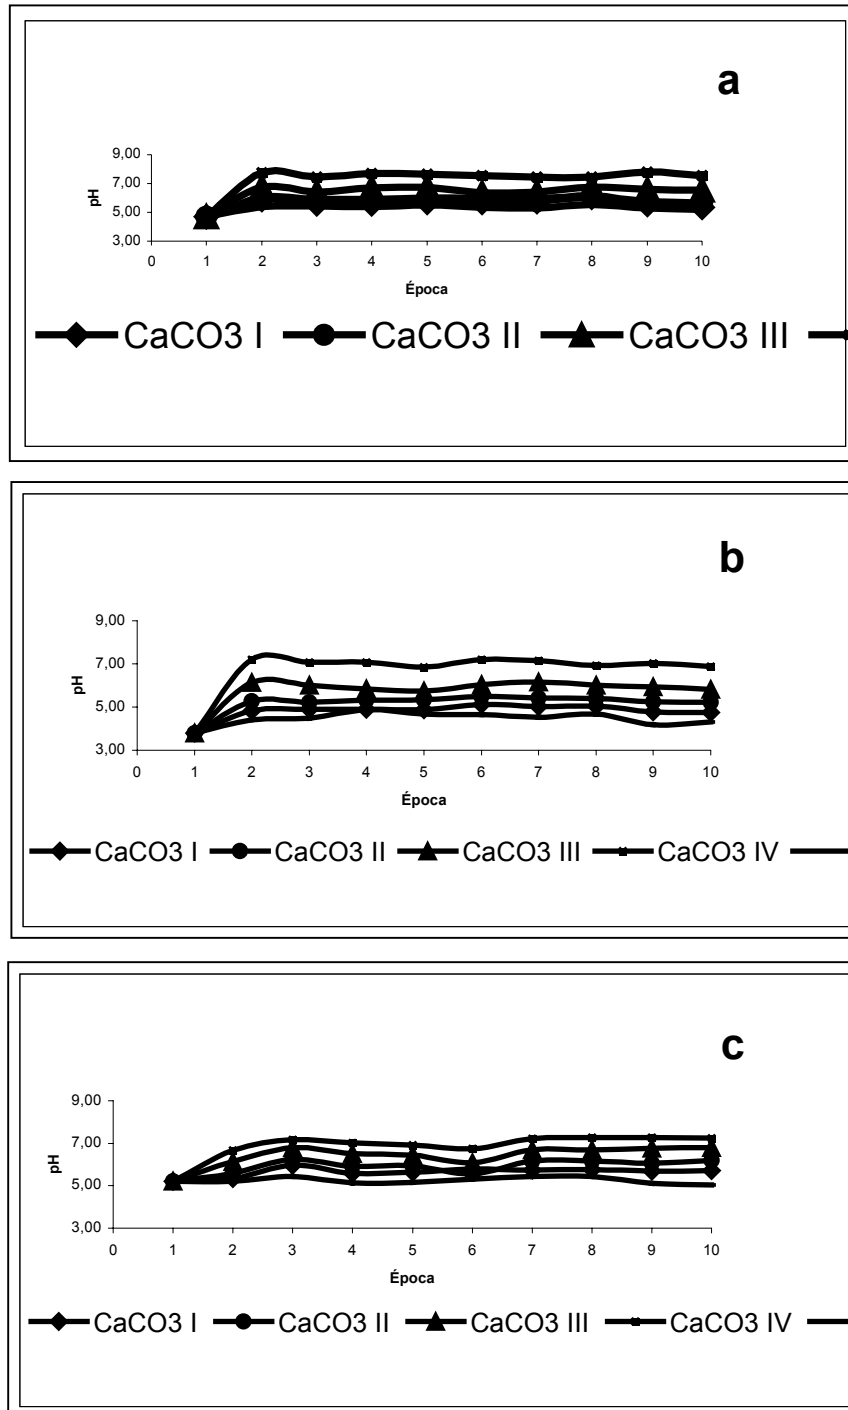 a
9,00
7,00
5,00
3,00
pH
0 1 2 3 4 5 6 7 8 9 10
Época
CaCO3 I CaCO3 II CaCO3 III
b
9,00
7,00
5,00
3,00
pH
0 1 2 3 4 5 6 7 8 9 10
Época
CaCO3 I CaCO3 II CaCO3 III CaCO3 IV
c
9,00
7,00
5,00
3,00
pH
0 1 2 3 4 5 6 7 8 9 10
Época
CaCO3 I CaCO3 II CaCO3 III CaCO3 IV